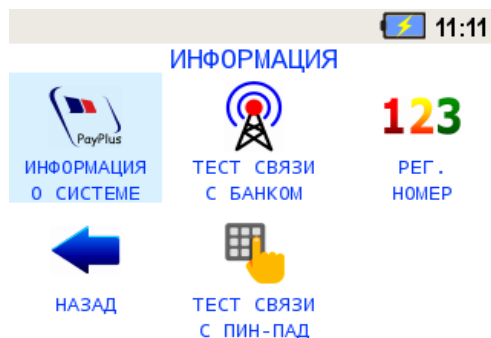 11:11
ИНФОРМАЦИЯ
PayPlus
123
ИНФОРМАЦИЯ
О СИСТЕМЕ
ТЕСТ СВЯЗИ
С БАНКОМ
РЕГ.
НОМЕР
НАЗАД
ТЕСТ СВЯЗИ
С ПИН-ПАД